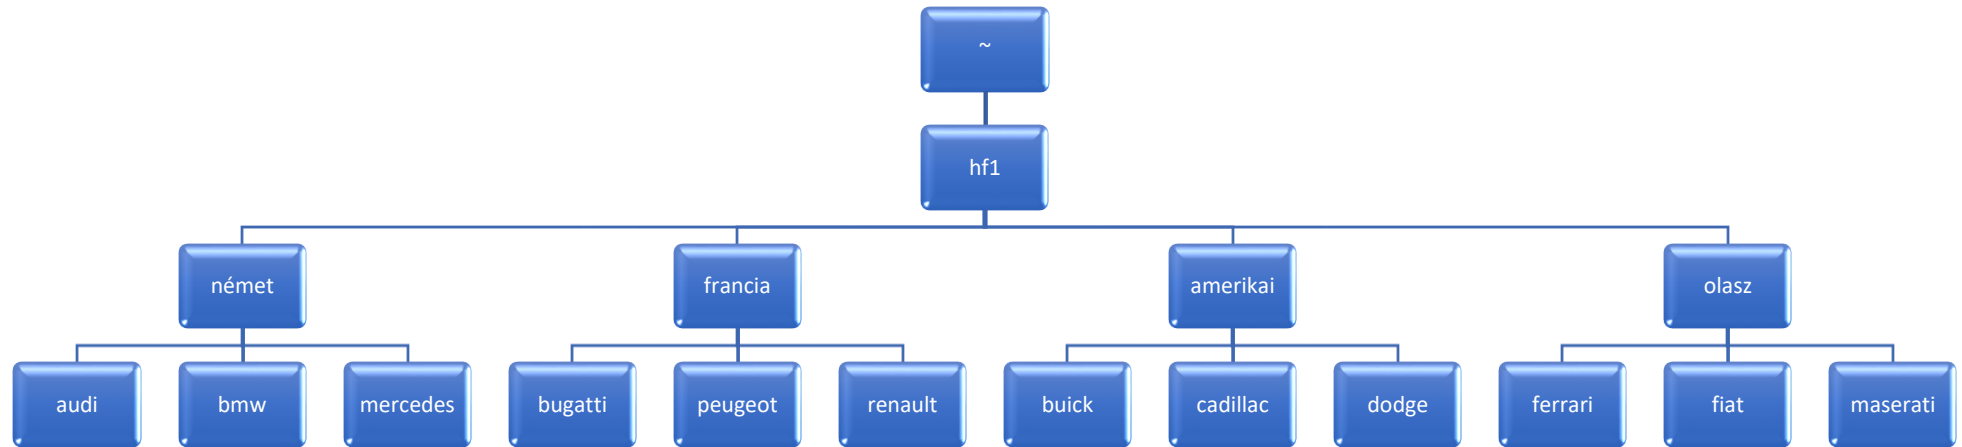 ~
hf1
német
francia
amerikai
olasz
audi
bmw
mercedes
bugatti
peugeot
renault
buick
cadillac
dodge
ferrari
fiat
maserati